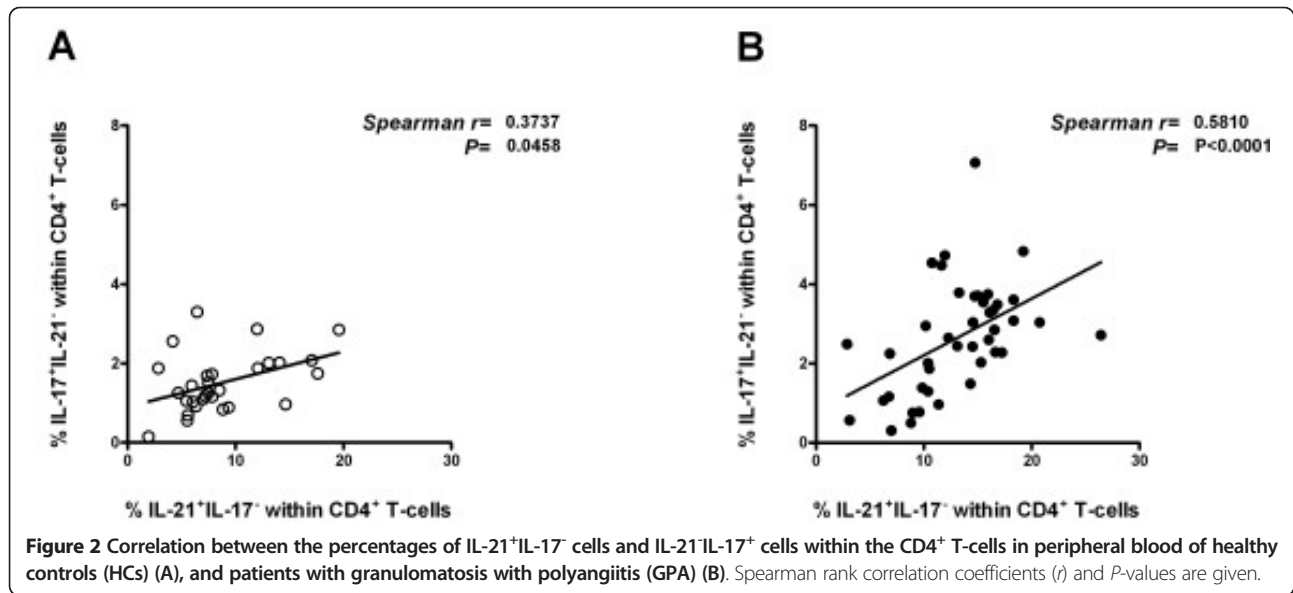 A
Spearman r= 0.3737
P= 0.0458
% IL-17⁺IL-21⁻ within CD4⁺ T-cells
8
6
4
2
0
0 10 20 30
% IL-21⁺IL-17⁻ within CD4⁺ T-cells
B
Spearman r= 0.5810
P= P<0.0001
% IL-17⁺IL-21⁻ within CD4⁺ T-cells
8
6
4
2
0
0 10 20 30
% IL-21⁺IL-17⁻ within CD4⁺ T-cells
Figure 2 Correlation between the percentages of IL-21⁺IL-17⁻ cells and IL-21⁻IL-17⁺ cells within the CD4⁺ T-cells in peripheral blood of healthy
controls (HCs) (A), and patients with granulomatosis with polyangiitis (GPA) (B). Spearman rank correlation coefficients (r) and P-values are given.